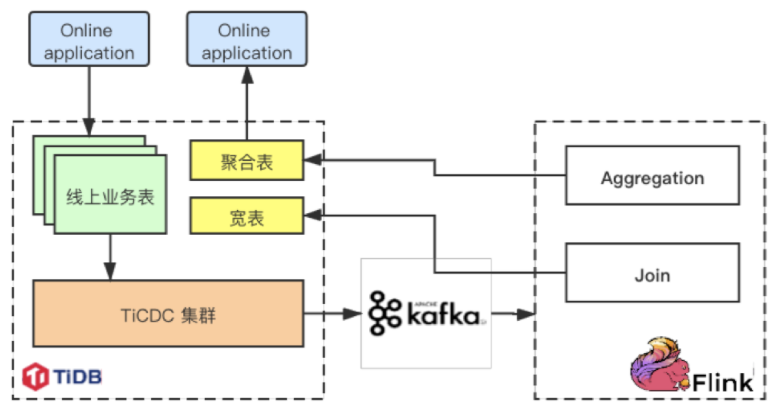 Online
application
Online
application
线上业务表
聚合表
宽表
TiCDC 集群
TiDB
APACHE
kafka
Aggregation
Join
Flink